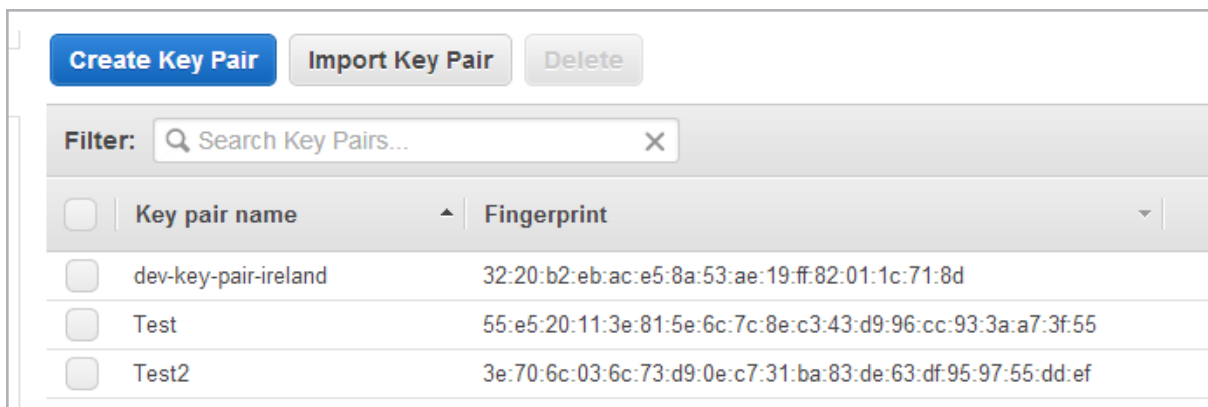 Create Key Pair Import Key Pair Delete
Filter: Search Key Pairs...
Key pair name Fingerprint
dev-key-pair-ireland 32:20:b2:eb:ac:e5:8a:53:ae:19:ff:82:01:1c:71:8d
Test 55:e5:20:11:3e:81:5e:6c:7c:8e:c3:43:d9:96:cc:93:3a:a7:3f:55
Test2 3e:70:6c:03:6c:73:d9:0e:c7:31:ba:83:de:63:df:95:97:55:dd:ef